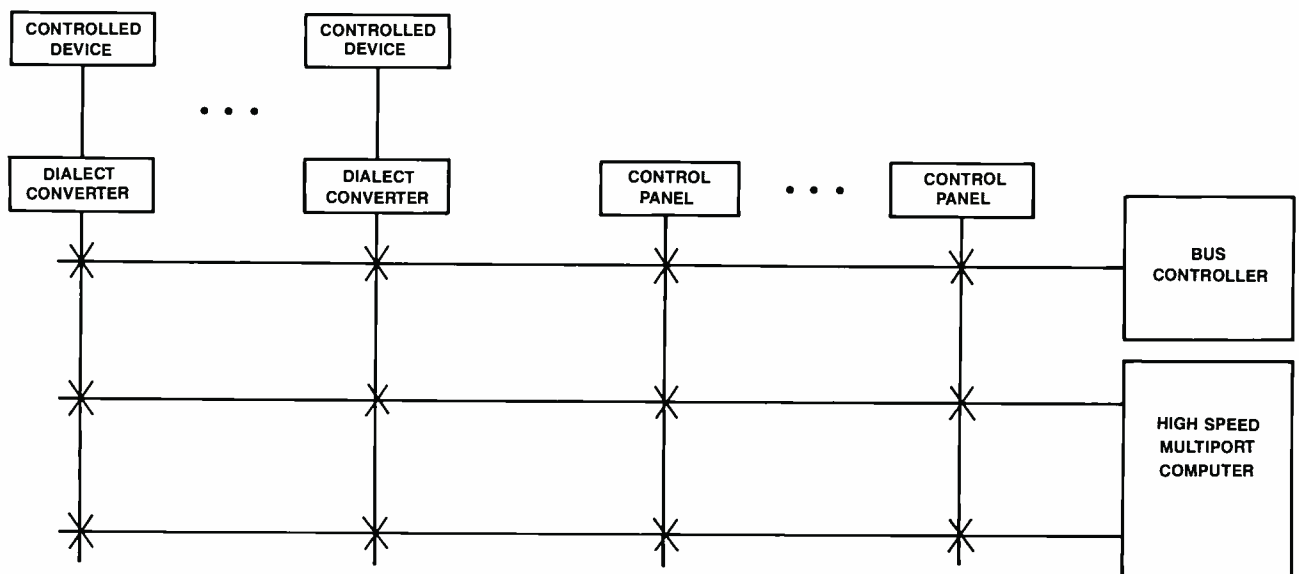 CONTROLLED
DEVICE
CONTROLLED
DEVICE
DIALECT
CONVERTER
DIALECT
CONVERTER
CONTROL
PANEL
CONTROL
PANEL
BUS
CONTROLLER
HIGH SPEED
MULTIPORT
COMPUTER